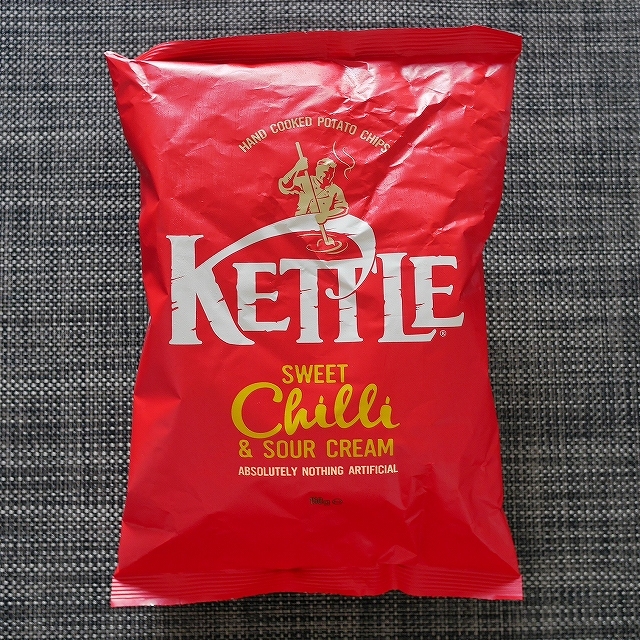 HAND COOKED POTATO CHIPS
KETTLE®
SWEET
Chilli
& SOUR CREAM
ABSOLUTELY NOTHING ARTIFICIAL